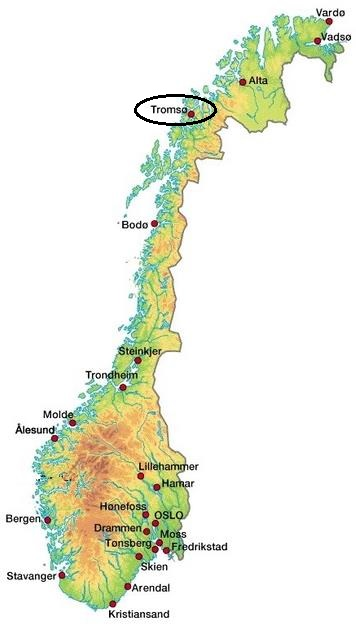 Vardø
Vadsø
Alta
Tromsø
Bodø
Steinkjer
Trondheim
Molde
Ålesund
Lillehammer
Hamar
Hønefoss
OSLO
Bergen
Drammen
Moss
Tønsberg
Fredrikstad
Skien
Stavanger
Arendal
Kristiansand